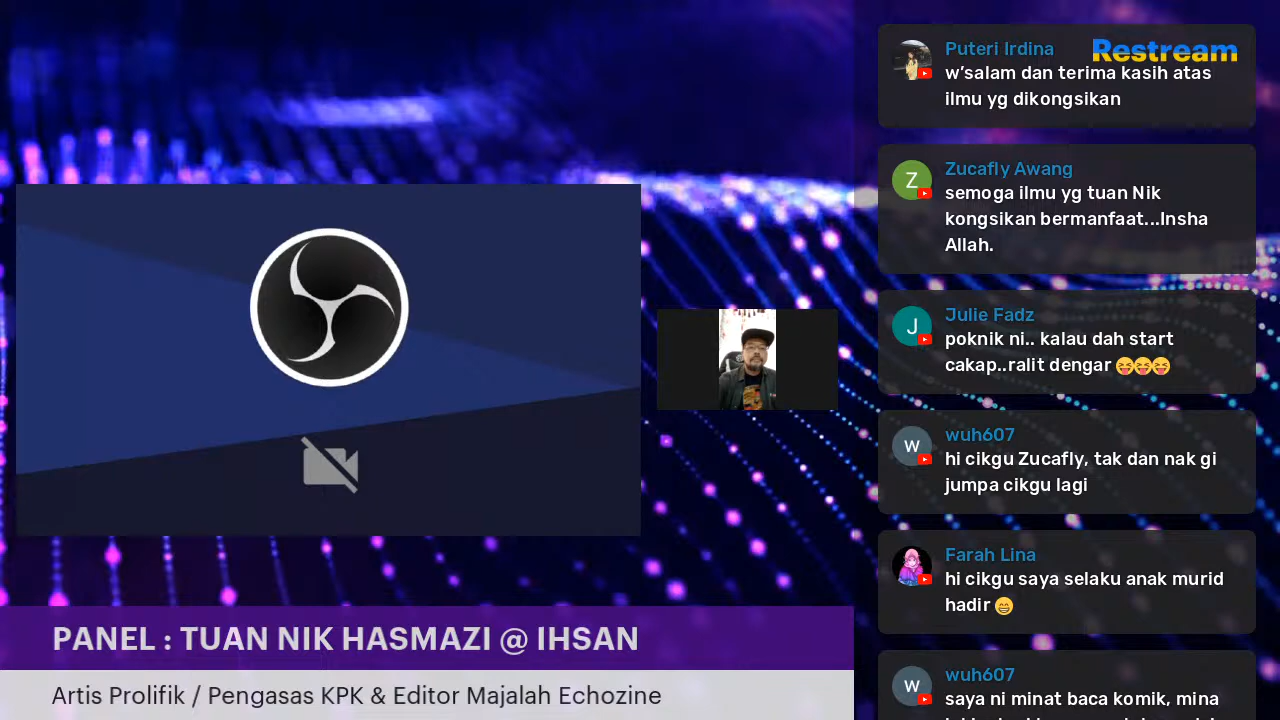 Restream
Puteri Irdina
w’salam dan terima kasih atas
ilmu yg dikongsikan
Z
Zucafly Awang
semoga ilmu yg tuan Nik
kongsikan bermanfaat...Insha
Allah.
J
Julie Fadz
poknik ni.. kalau dah start
cakap..ralit dengar 😝😝😝
w
wuh607
hi cikgu Zucafly, tak dan nak gi
jumpa cikgu lagi
Farah Lina
hi cikgu saya selaku anak murid
hadir 😄
w
wuh607
saya ni minat baca komik, mina
PANEL : TUAN NIK HASMAZI @ IHSAN
Artis Prolifik / Pengasas KPK & Editor Majalah Echozine